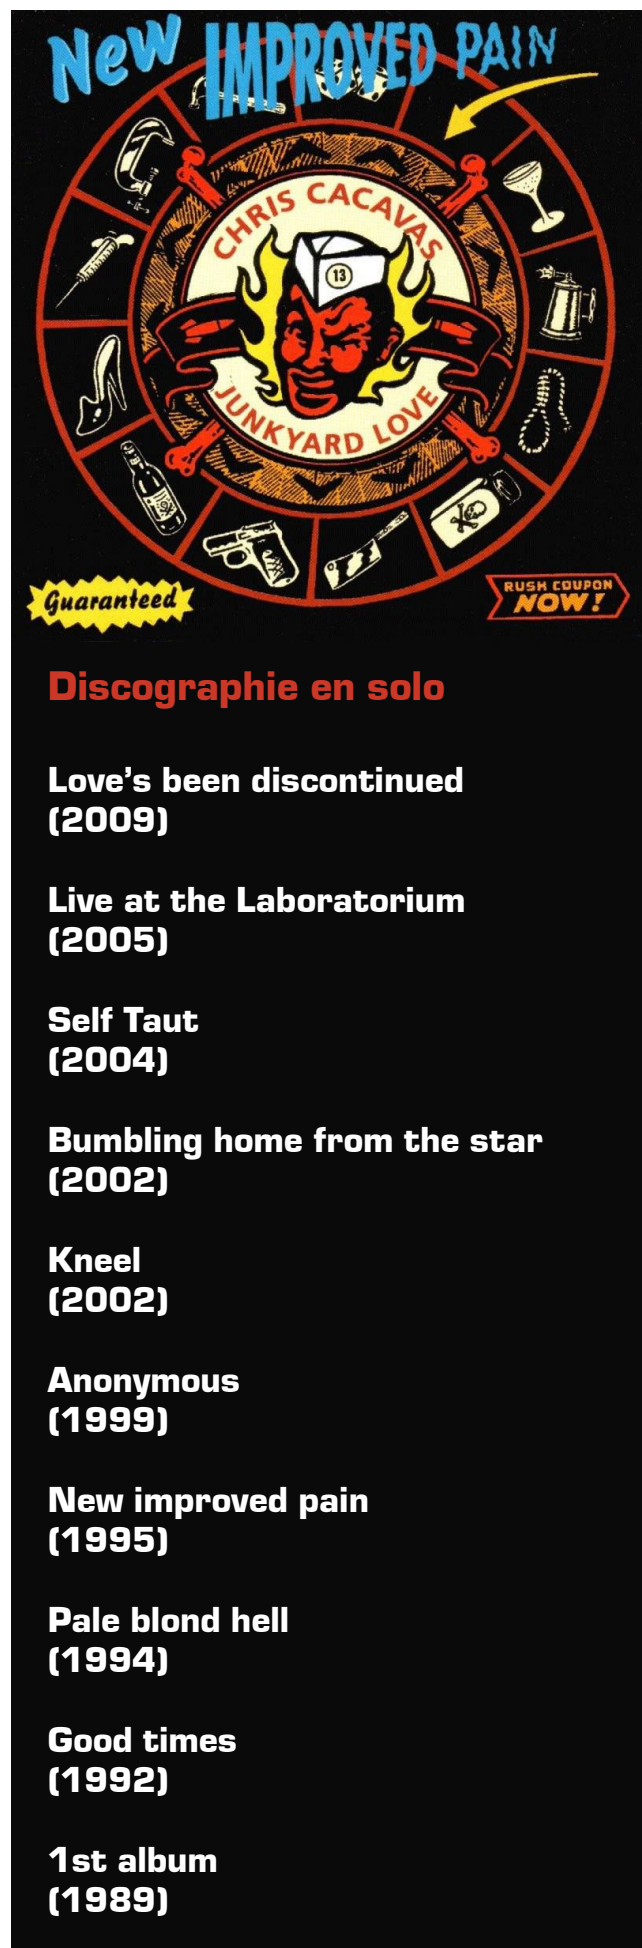 New IMPROVED PAIN
CHRIS CACAVAS
13
JUNKYARD LOVE
Guaranteed
RUSH COUPON
NOW!
Discographie en solo
Love’s been discontinued
(2009)
Live at the Laboratorium
(2005)
Self Taut
(2004)
Bumbling home from the star
(2002)
Kneel
(2002)
Anonymous
(1999)
New improved pain
(1995)
Pale blond hell
(1994)
Good times
(1992)
1st album
(1989)